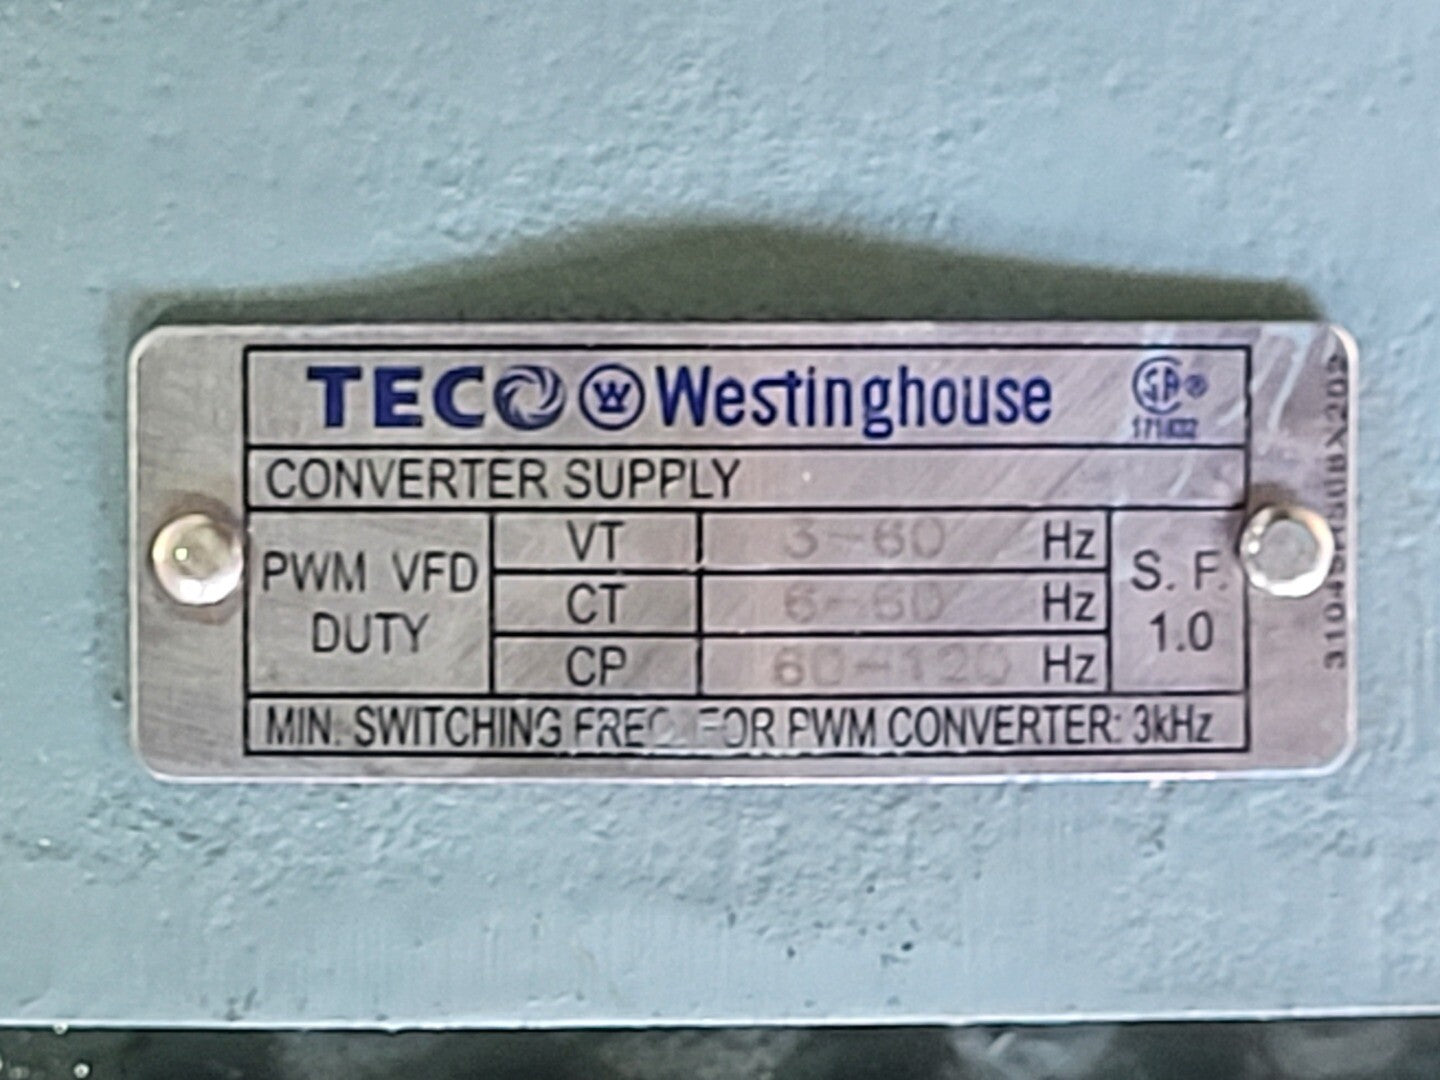 TECO Westinghouse
SA ®
CONVERTER SUPPLY
PWM VFD DUTY
VT 3-60 Hz
CT 6-60 Hz
CP 60-120 Hz
S. F. 1.0
MIN. SWITCHING FREQ. FOR PWM CONVERTER: 3kHz